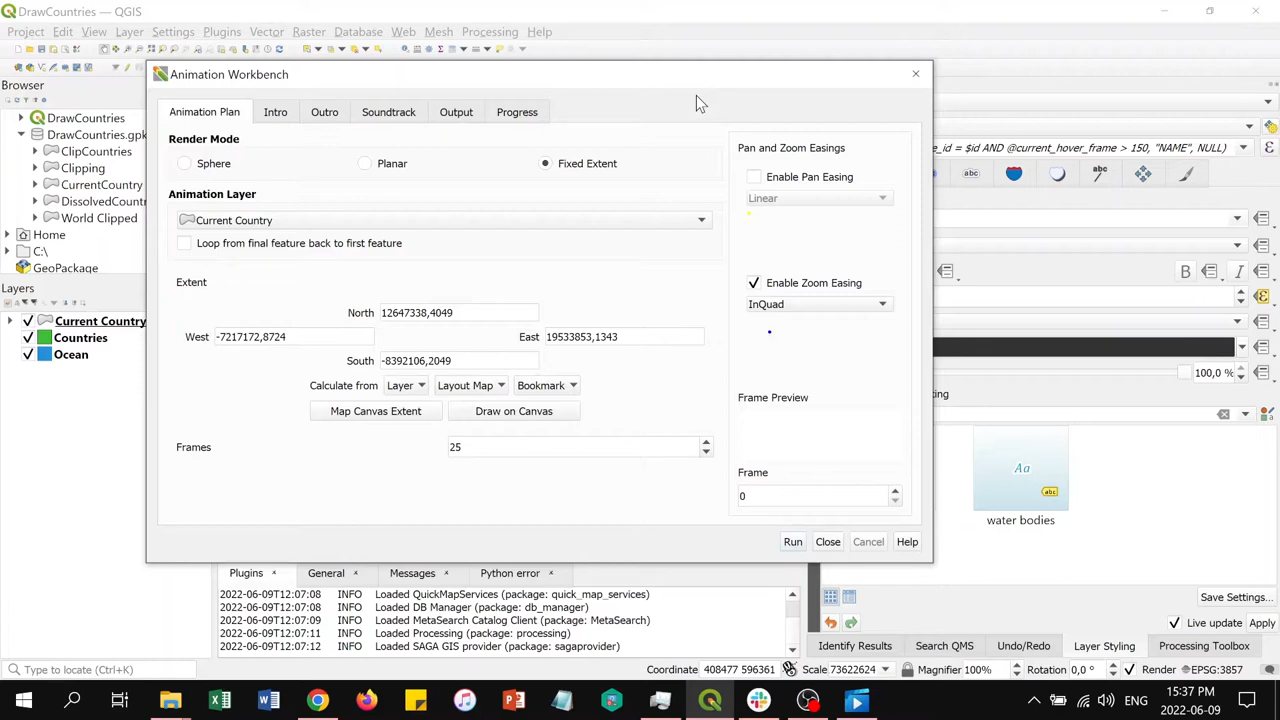 DrawCountries — QGIS
Project Edit View Layer Settings Plugins Vector Raster Database Web Mesh Processing Help
Browser
DrawCountries
DrawCountries.gpk
ClipCountries
Clipping
CurrentCountry
DissolvedCountr
World Clipped
Home
C:\
GeoPackage
Layers
Current Country
Countries
Ocean
Animation Workbench
Animation Plan Intro Outro Soundtrack Output Progress
Render Mode
Sphere Planar Fixed Extent
Animation Layer
Current Country
Loop from final feature back to first feature
Extent
North 12647338,4049
West -7217172,8724 East 19533853,1343
South -8392106,2049
Calculate from Layer Layout Map Bookmark
Map Canvas Extent Draw on Canvas
Frames 25
Pan and Zoom Easings
Enable Pan Easing
Linear
Enable Zoom Easing
InQuad
Frame Preview
Frame
0
Run Close Cancel Help
e_id = $id AND @current_hover_frame > 150, "NAME", NULL)
abc abc
B I
100,0 %
ng
Aa
abc
water bodies
Save Settings...
Live update Apply
Plugins General Messages Python error
2022-06-09T12:07:08 INFO Loaded QuickMapServices (package: quick_map_services)
2022-06-09T12:07:08 INFO Loaded DB Manager (package: db_manager)
2022-06-09T12:07:09 INFO Loaded MetaSearch Catalog Client (package: MetaSearch)
2022-06-09T12:07:11 INFO Loaded Processing (package: processing)
2022-06-09T12:07:11 INFO Loaded SAGA GIS provider (package: sagaprovider)
Identify Results Search QMS Undo/Redo Layer Styling Processing Toolbox
Type to locate (Ctrl+K)
Coordinate 408477 596361 Scale 73622824 Magnifier 100% Rotation 0,0 ° Render EPSG:3857
ENG
15:37 PM
2022-06-09